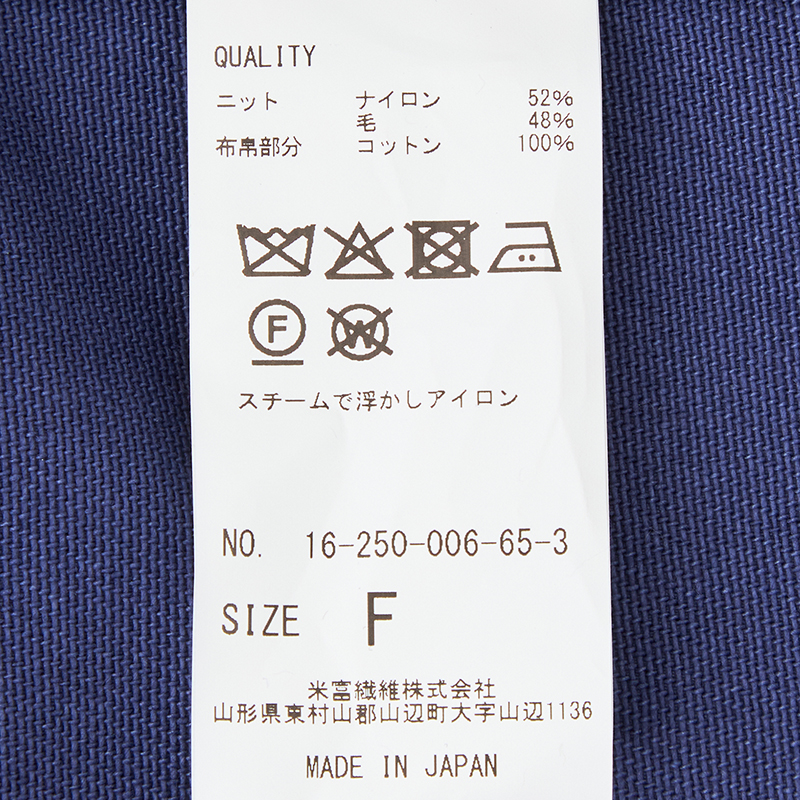 QUALITY
ニット ナイロン 52%
毛 48%
布帛部分 コットン 100%
F
W
スチームで浮かしアイロン
NO. 16-250-006-65-3
SIZE F
米富繊維株式会社
山形県東村山郡山辺町大字山辺1136
MADE IN JAPAN